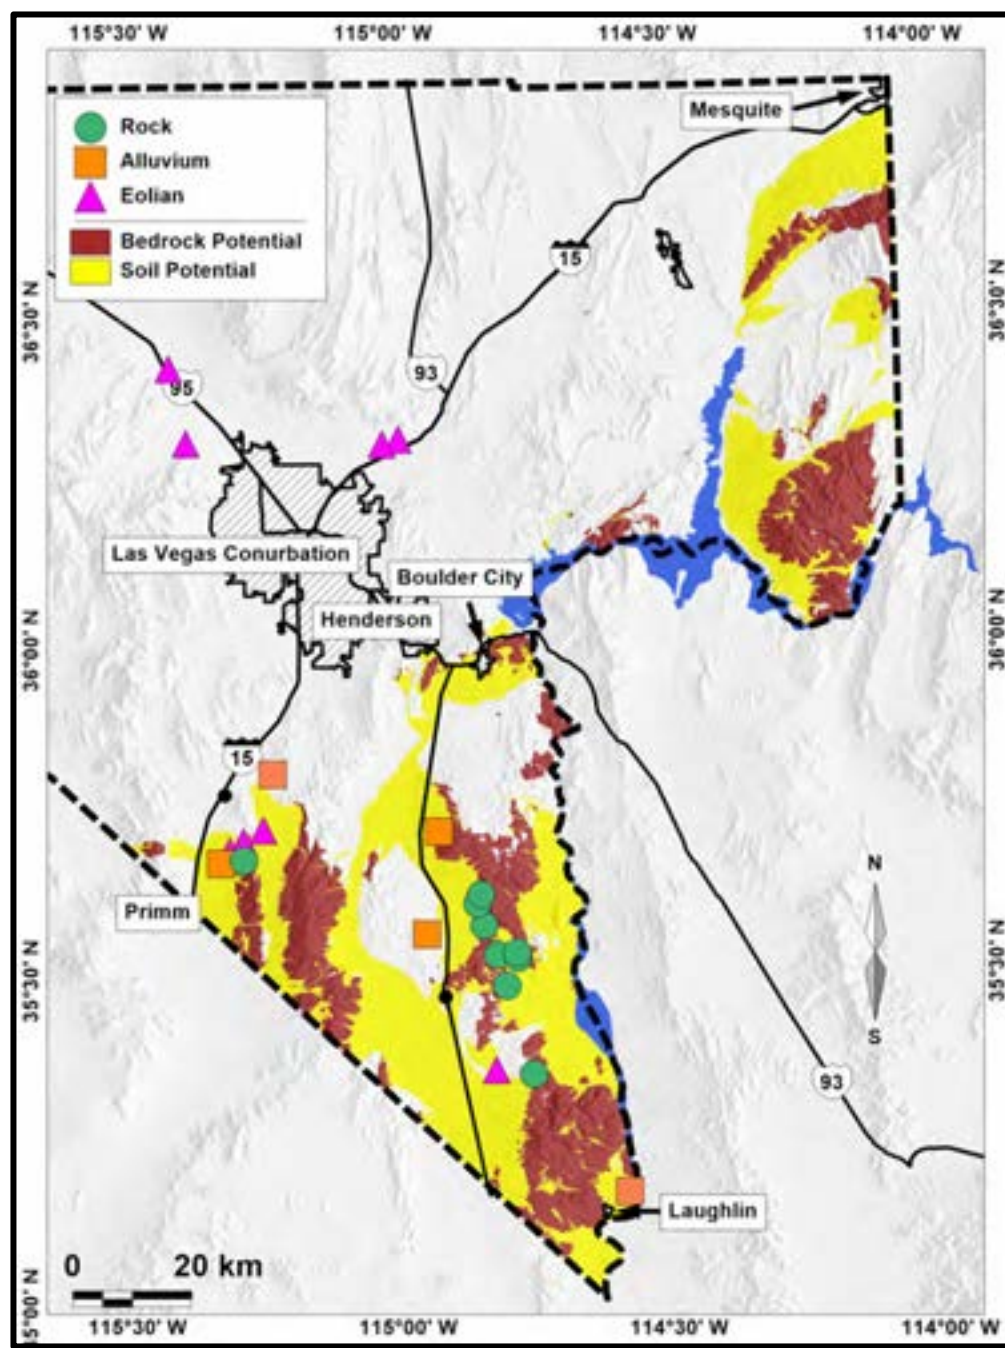 115°30' W 115°00' W 114°30' W 114°00' W
Mesquite
Rock
Alluvium
Eolian
Bedrock Potential
Soil Potential
15
36°30' N
36°30' N
93
95
Las Vegas Conurbation
Boulder City
Henderson
36°00' N
36°00' N
15
N
Primm
35°30' N
35°30' N
S
93
Laughlin
0 20 km
35°00' N
115°30' W 115°00' W 114°30' W 114°00' W